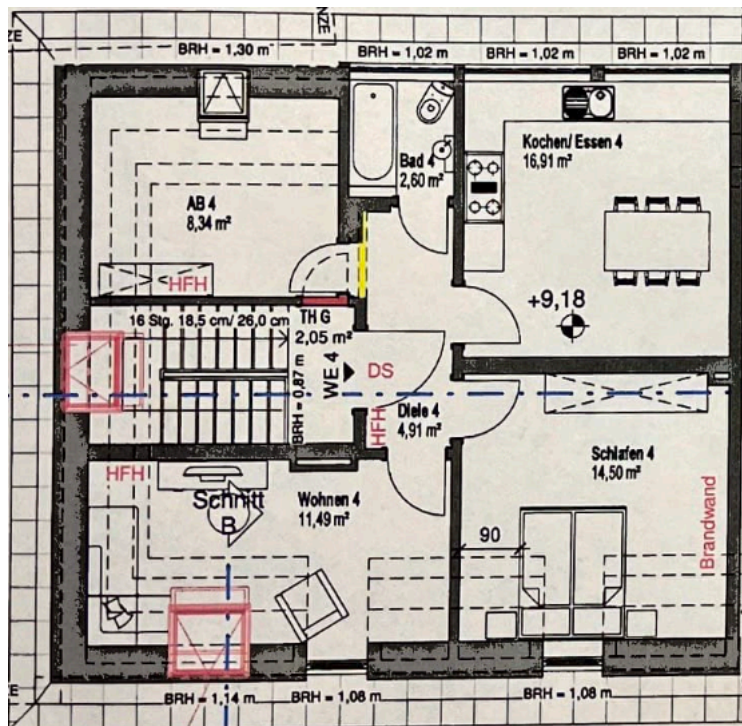 NZE
NZE
BRH = 1,30 m
BRH = 1,02 m
BRH = 1,02 m
BRH = 1,02 m
Kochen/ Essen 4
16,91 m²
Bad 4
2,60 m²
AB 4
8,34 m²
HFH
+9,18
16 Stg. 18,5 cm/ 26,0 cm
TH G
2,05 m²
WE 4
BRH = 0,87 m
DS
HFH
Diele 4
4,91 m²
Schlafen 4
14,50 m²
HFH
Schnitt
B
Wohnen 4
11,49 m²
90
Brandwand
ZE
BRH = 1,14 m
BRH = 1,08 m
BRH = 1,08 m